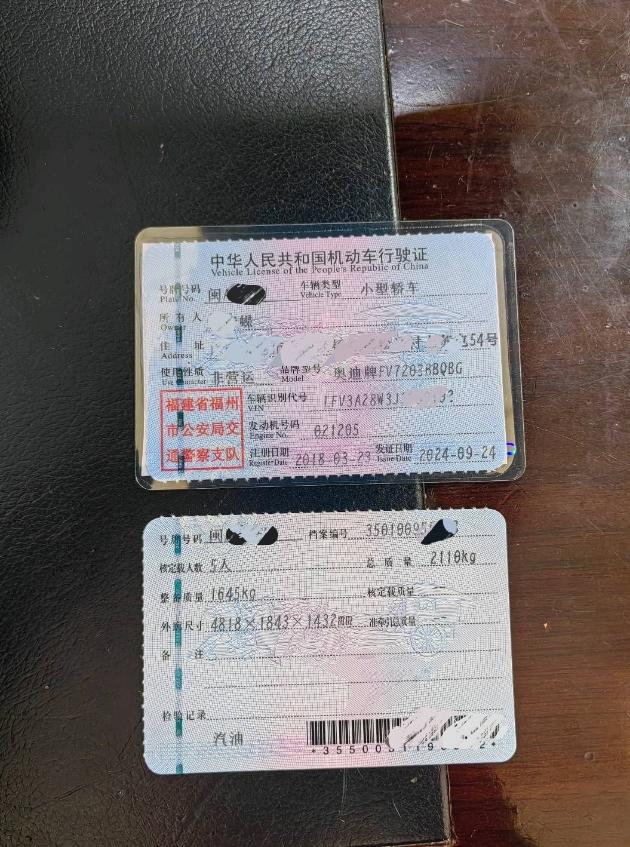 中华人民共和国机动车行驶证
Vehicle License of the People's Republic of China
号牌号码 闽 车辆类型 小型轿车
Plate No. Vehicle Type
所有人
Owner
住址 154号
Address
使用性质 非营运 品牌型号 奥迪牌FV7203BBQBG
Use Character Model
福建省福州
市公安局交
通警察支队
车辆识别代号 LFV3A28W3J
VIN
发动机号码 021205
Engine No.
注册日期 2018-03-29 发证日期 2024-09-24
Register Date Issue Date
号牌号码 闽 档案编号 35010095
核定载人数 5人 总质量 2110kg
整备质量 1645kg 核定载质量
外廓尺寸 4818×1843×1432mm 准牵引总质量
备注
检验记录
汽油